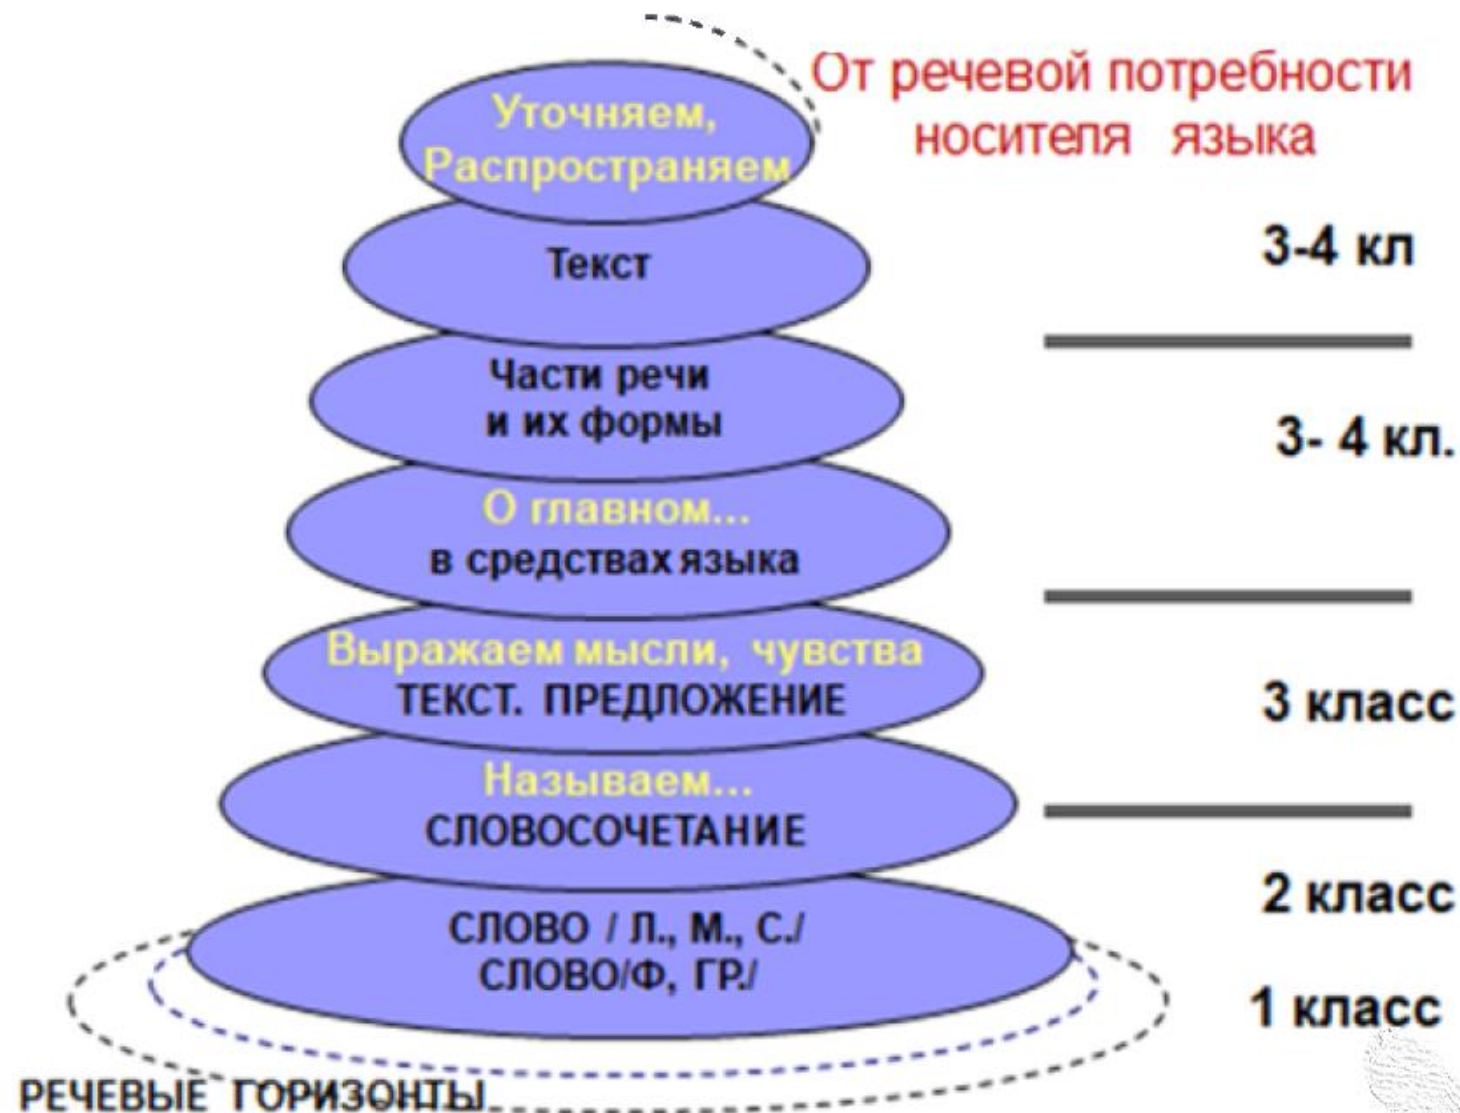 От речевой потребности
носителя языка
Уточняем,
Распространяем
Текст
3-4 кл
Части речи
и их формы
3- 4 кл.
О главном...
в средствах языка
Выражаем мысли, чувства
ТЕКСТ. ПРЕДЛОЖЕНИЕ
3 класс
Называем...
СЛОВОСОЧЕТАНИЕ
2 класс
СЛОВО / Л., М., С./
СЛОВО/Ф, ГР./
1 класс
РЕЧЕВЫЕ ГОРИЗОНТЫ